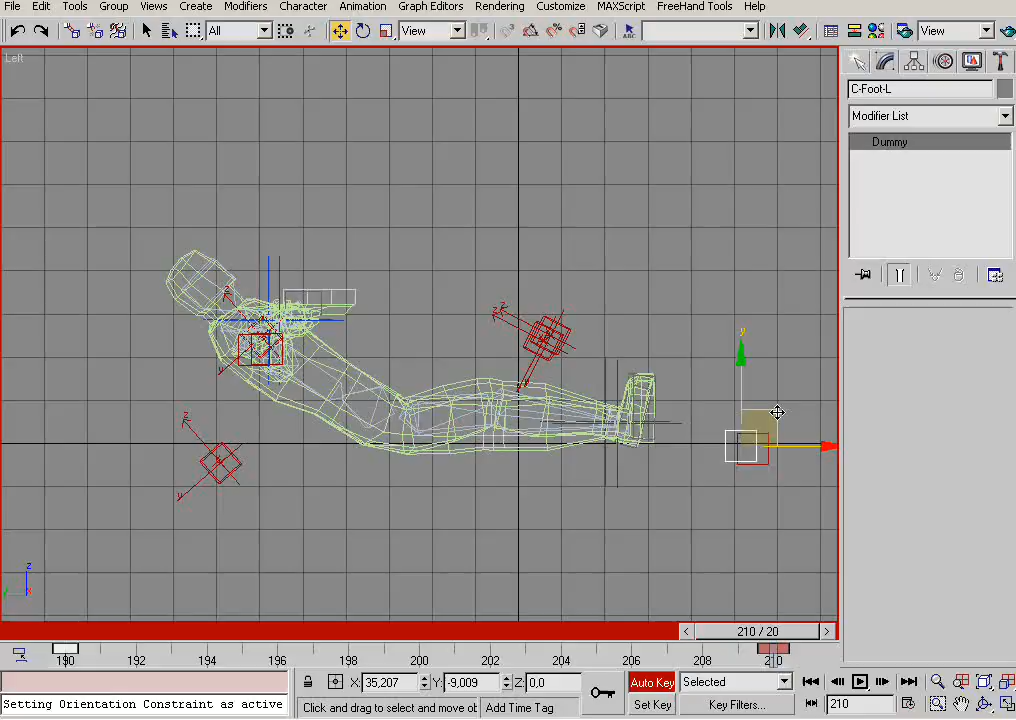 File Edit Tools Group Views Create Modifiers Character Animation Graph Editors Rendering Customize MAXScript FreeHand Tools Help
All View View
Left
C-Foot-L
Modifier List
Dummy
z
z
z
y
y
y
z
x
210 / 20
190 192 194 196 198 200 202 204 206 208 210
X: 35,207 Y: -9,009 Z: 0,0 Auto Key Selected
Setting Orientation Constraint as active Click and drag to select and move ob Add Time Tag Set Key Key Filters... 210